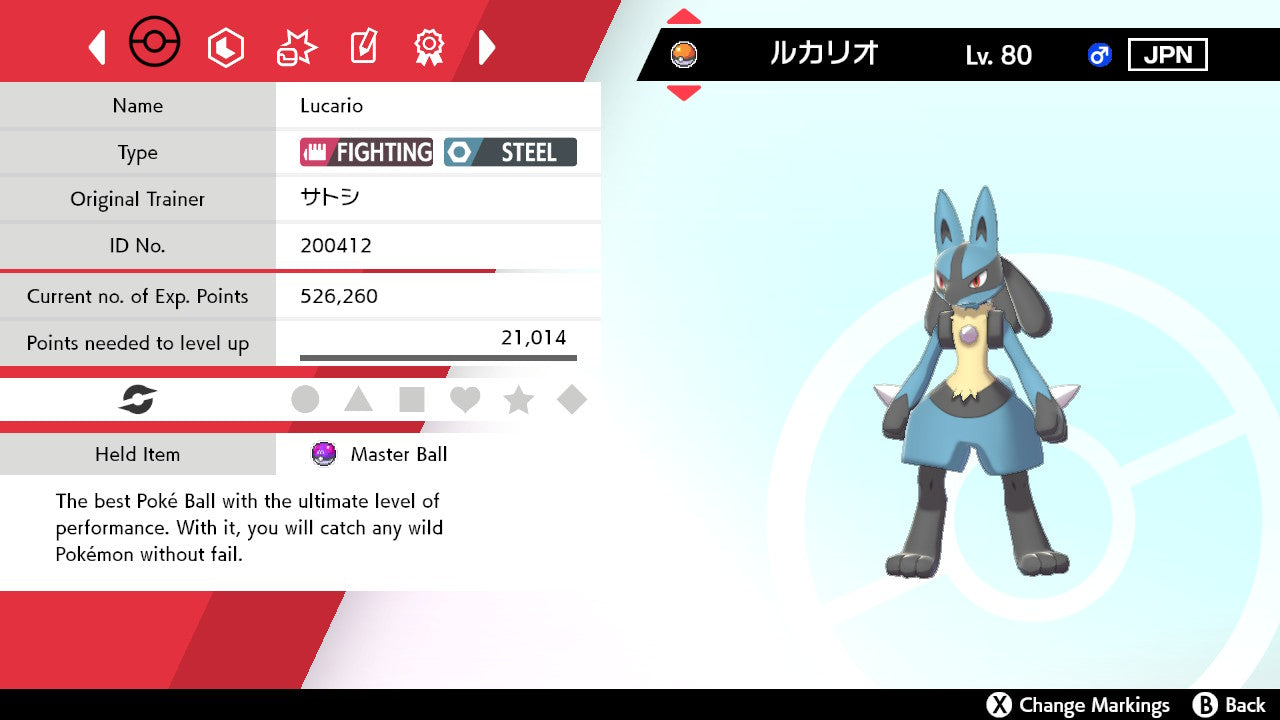 ルカリオ Lv. 80 JPN
Name Lucario
Type FIGHTING STEEL
Original Trainer サトシ
ID No. 200412
Current no. of Exp. Points 526,260
Points needed to level up 21,014
Held Item Master Ball
The best Poké Ball with the ultimate level of
performance. With it, you will catch any wild
Pokémon without fail.
X Change Markings B Back